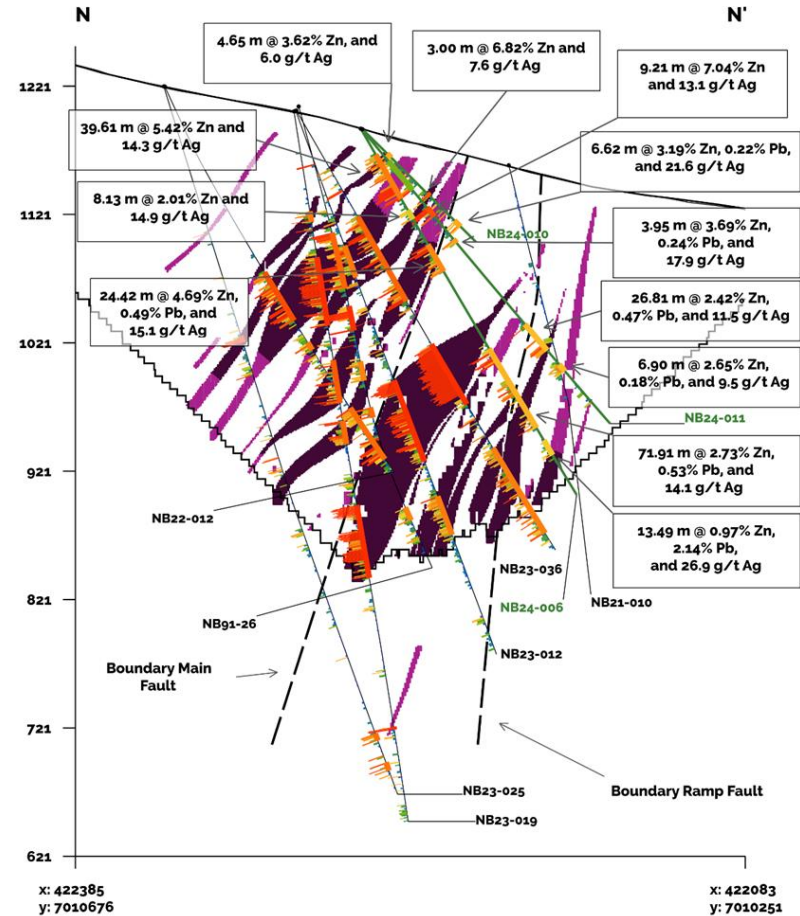 N
N'
4.65 m @ 3.62% Zn, and
6.0 g/t Ag
3.00 m @ 6.82% Zn and
7.6 g/t Ag
9.21 m @ 7.04% Zn
and 13.1 g/t Ag
39.61 m @ 5.42% Zn and
14.3 g/t Ag
6.62 m @ 3.19% Zn, 0.22% Pb,
and 21.6 g/t Ag
8.13 m @ 2.01% Zn and
14.9 g/t Ag
3.95 m @ 3.69% Zn,
0.24% Pb, and
17.9 g/t Ag
24.42 m @ 4.69% Zn,
0.49% Pb, and
15.1 g/t Ag
26.81 m @ 2.42% Zn,
0.47% Pb, and 11.5 g/t Ag
6.90 m @ 2.65% Zn,
0.18% Pb, and 9.5 g/t Ag
71.91 m @ 2.73% Zn,
0.53% Pb, and
14.1 g/t Ag
13.49 m @ 0.97% Zn,
2.14% Pb,
and 26.9 g/t Ag
1221
1121
1021
921
821
721
621
NB24-010
NB24-011
NB22-012
NB23-036
NB24-006
NB21-010
NB91-26
NB23-012
Boundary Main
Fault
Boundary Ramp Fault
NB23-025
NB23-019
x: 422385
y: 7010676
x: 422083
y: 7010251